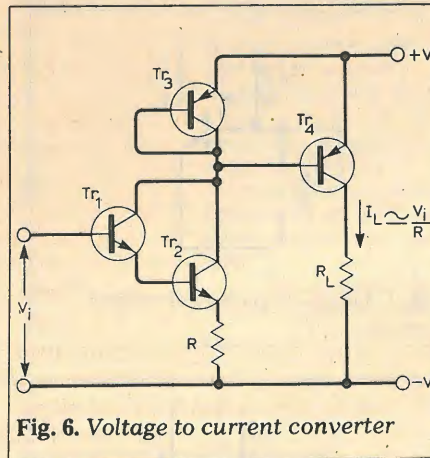 +V
Tr3
Tr4
Tr1
IL ≃ Vi/R
Tr2
RL
Vi
R
-V
Fig. 6. Voltage to current converter